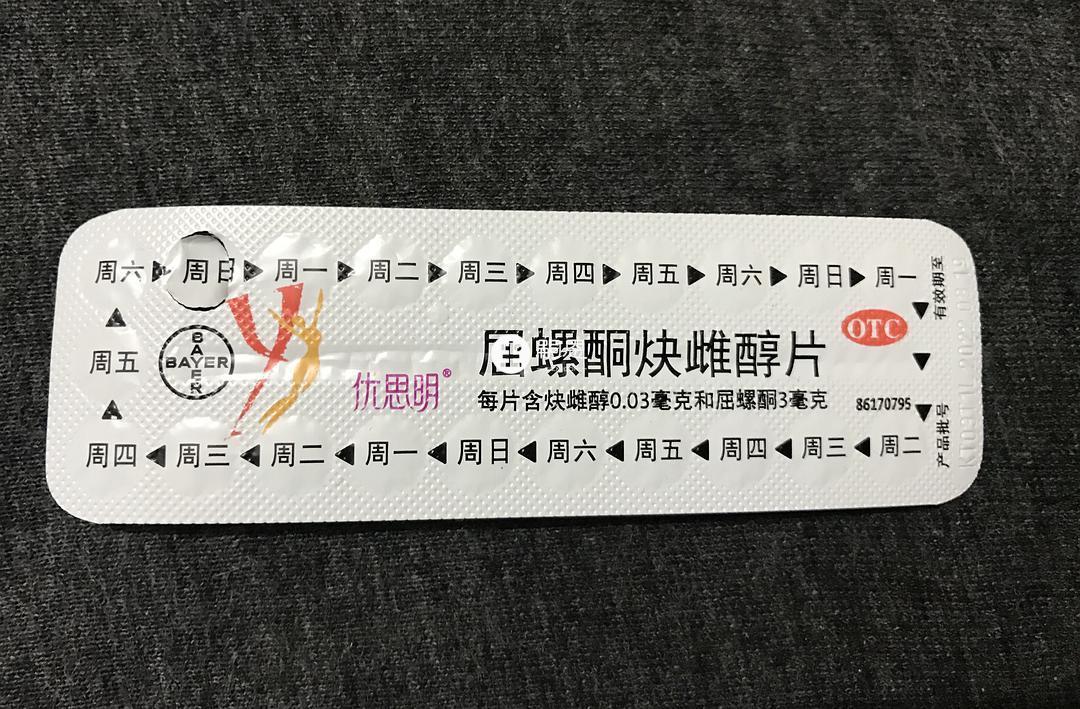 周六 周日 周一 周二 周三 周四 周五 周六 周日 周一
有效期至
OTC
周五
BAYER
BAYER
屈螺酮炔雌醇片
优思明®
每片含炔雌醇0.03毫克和屈螺酮3毫克
86170795
产品批号
周四 周三 周二 周一 周日 周六 周五 周四 周三 周二